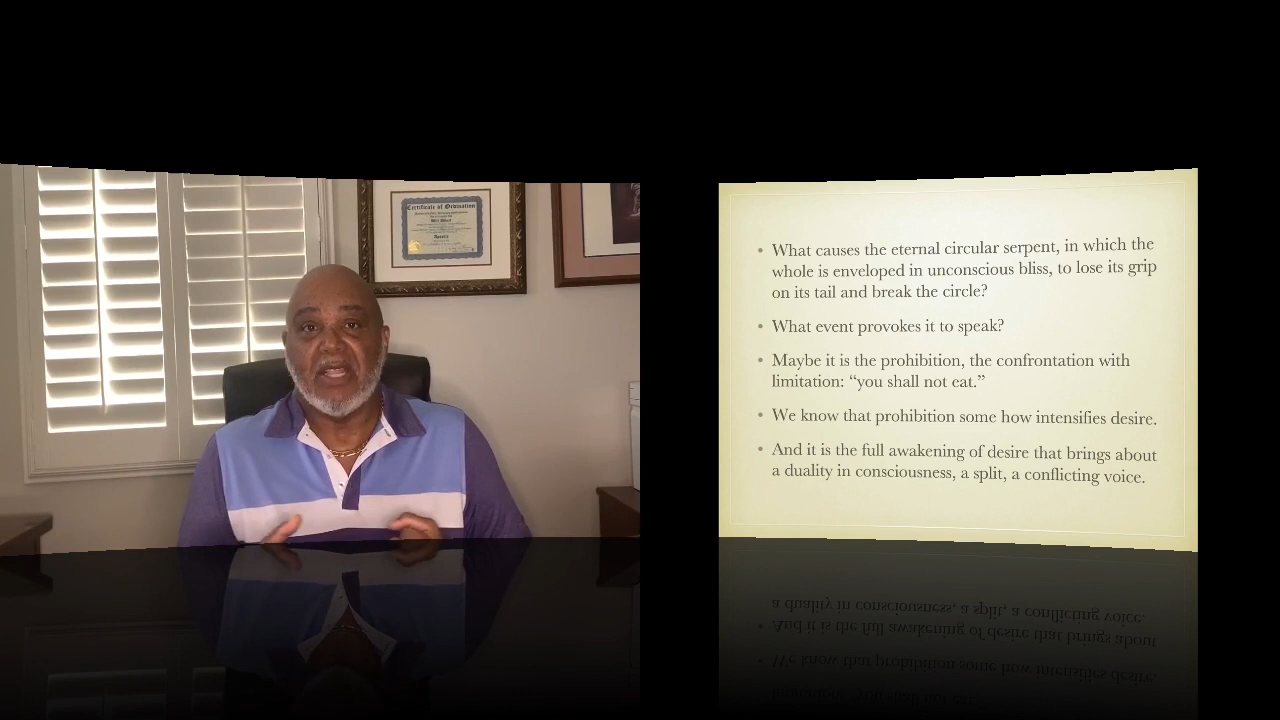 Certificate of Ordination
• What causes the eternal circular serpent, in which the
whole is enveloped in unconscious bliss, to lose its grip
on its tail and break the circle?
• What event provokes it to speak?
• Maybe it is the prohibition, the confrontation with
limitation: “you shall not eat.”
• We know that prohibition some how intensifies desire.
• And it is the full awakening of desire that brings about
a duality in consciousness, a split, a conflicting voice.